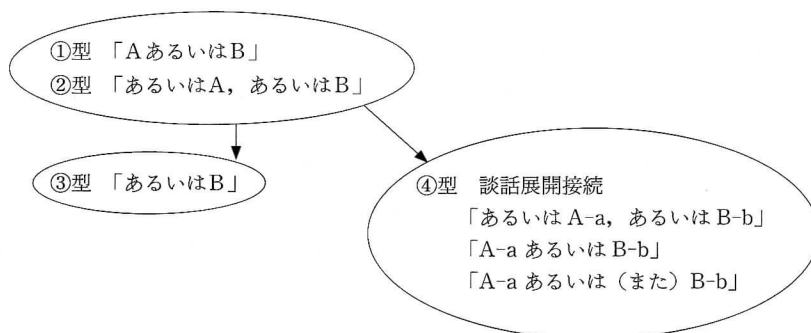 ①型 「AあるいはB」
②型 「あるいはA，あるいはB」
③型 「あるいはB」
④型 談話展開接続
「あるいは A-a，あるいは B-b」
「A-a あるいは B-b」
「A-a あるいは（また）B-b」